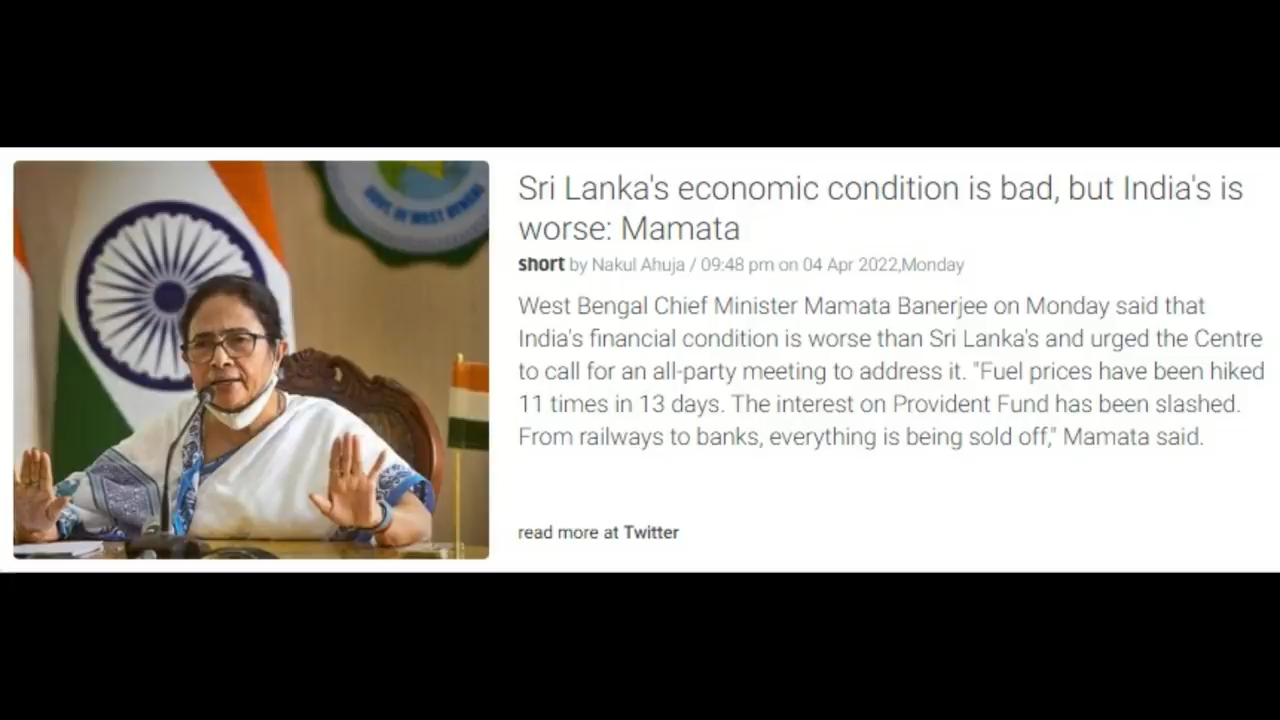 GOVT. OF WEST BENGAL
Sri Lanka's economic condition is bad, but India's is
worse: Mamata
short by Nakul Ahuja / 09:48 pm on 04 Apr 2022,Monday
West Bengal Chief Minister Mamata Banerjee on Monday said that
India's financial condition is worse than Sri Lanka's and urged the Centre
to call for an all-party meeting to address it. "Fuel prices have been hiked
11 times in 13 days. The interest on Provident Fund has been slashed.
From railways to banks, everything is being sold off," Mamata said.
read more at Twitter